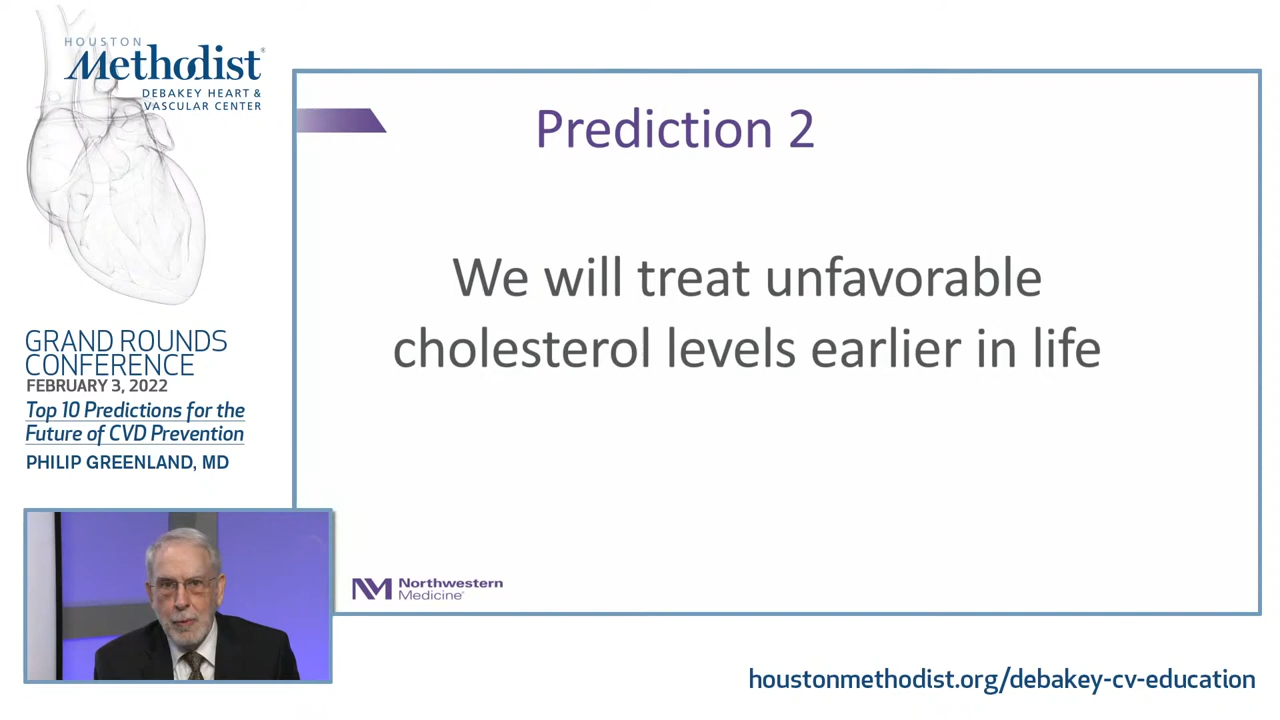 HOUSTON
Methodist®
DEBAKEY HEART &
VASCULAR CENTER
Prediction 2
We will treat unfavorable
cholesterol levels earlier in life
GRAND ROUNDS
CONFERENCE
FEBRUARY 3, 2022
Top 10 Predictions for the
Future of CVD Prevention
PHILIP GREENLAND, MD
NM Northwestern
Medicine®
houstonmethodist.org/debakey-cv-education